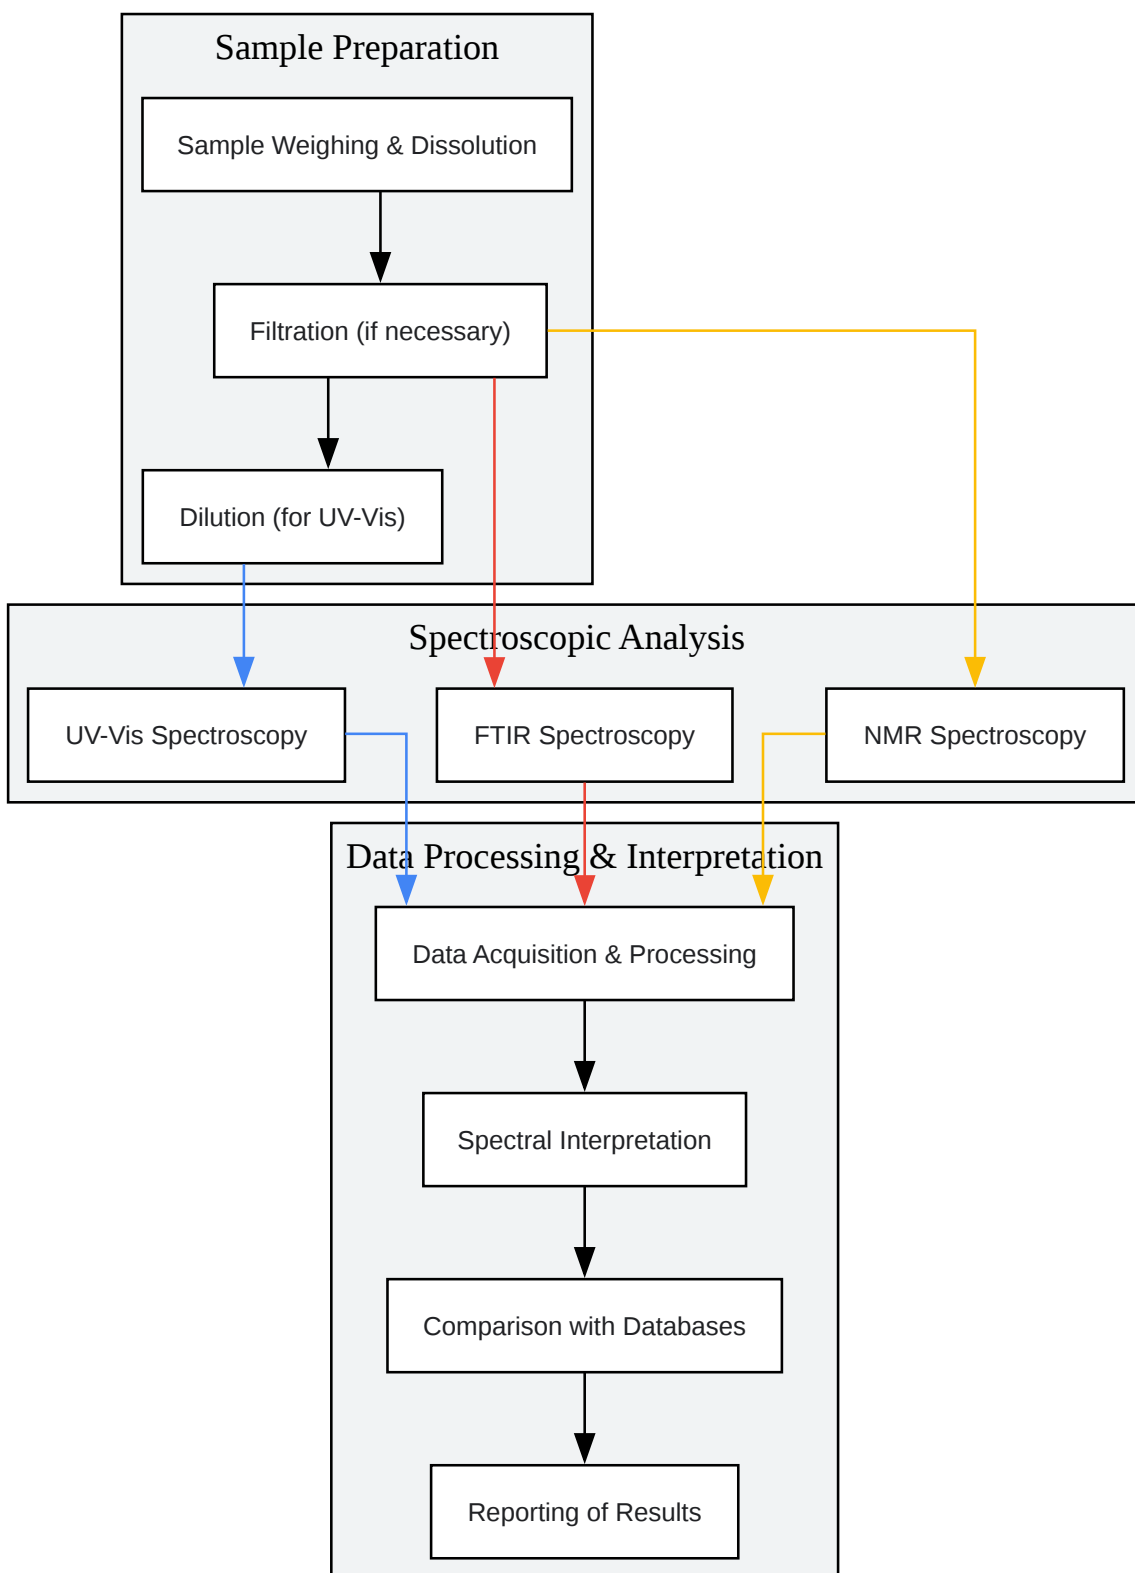 Sample Preparation
Sample Weighing & Dissolution
Filtration (if necessary)
Dilution (for UV-Vis)
Spectroscopic Analysis
UV-Vis Spectroscopy
FTIR Spectroscopy
NMR Spectroscopy
Data Processing & Interpretation
Data Acquisition & Processing
Spectral Interpretation
Comparison with Databases
Reporting of Results